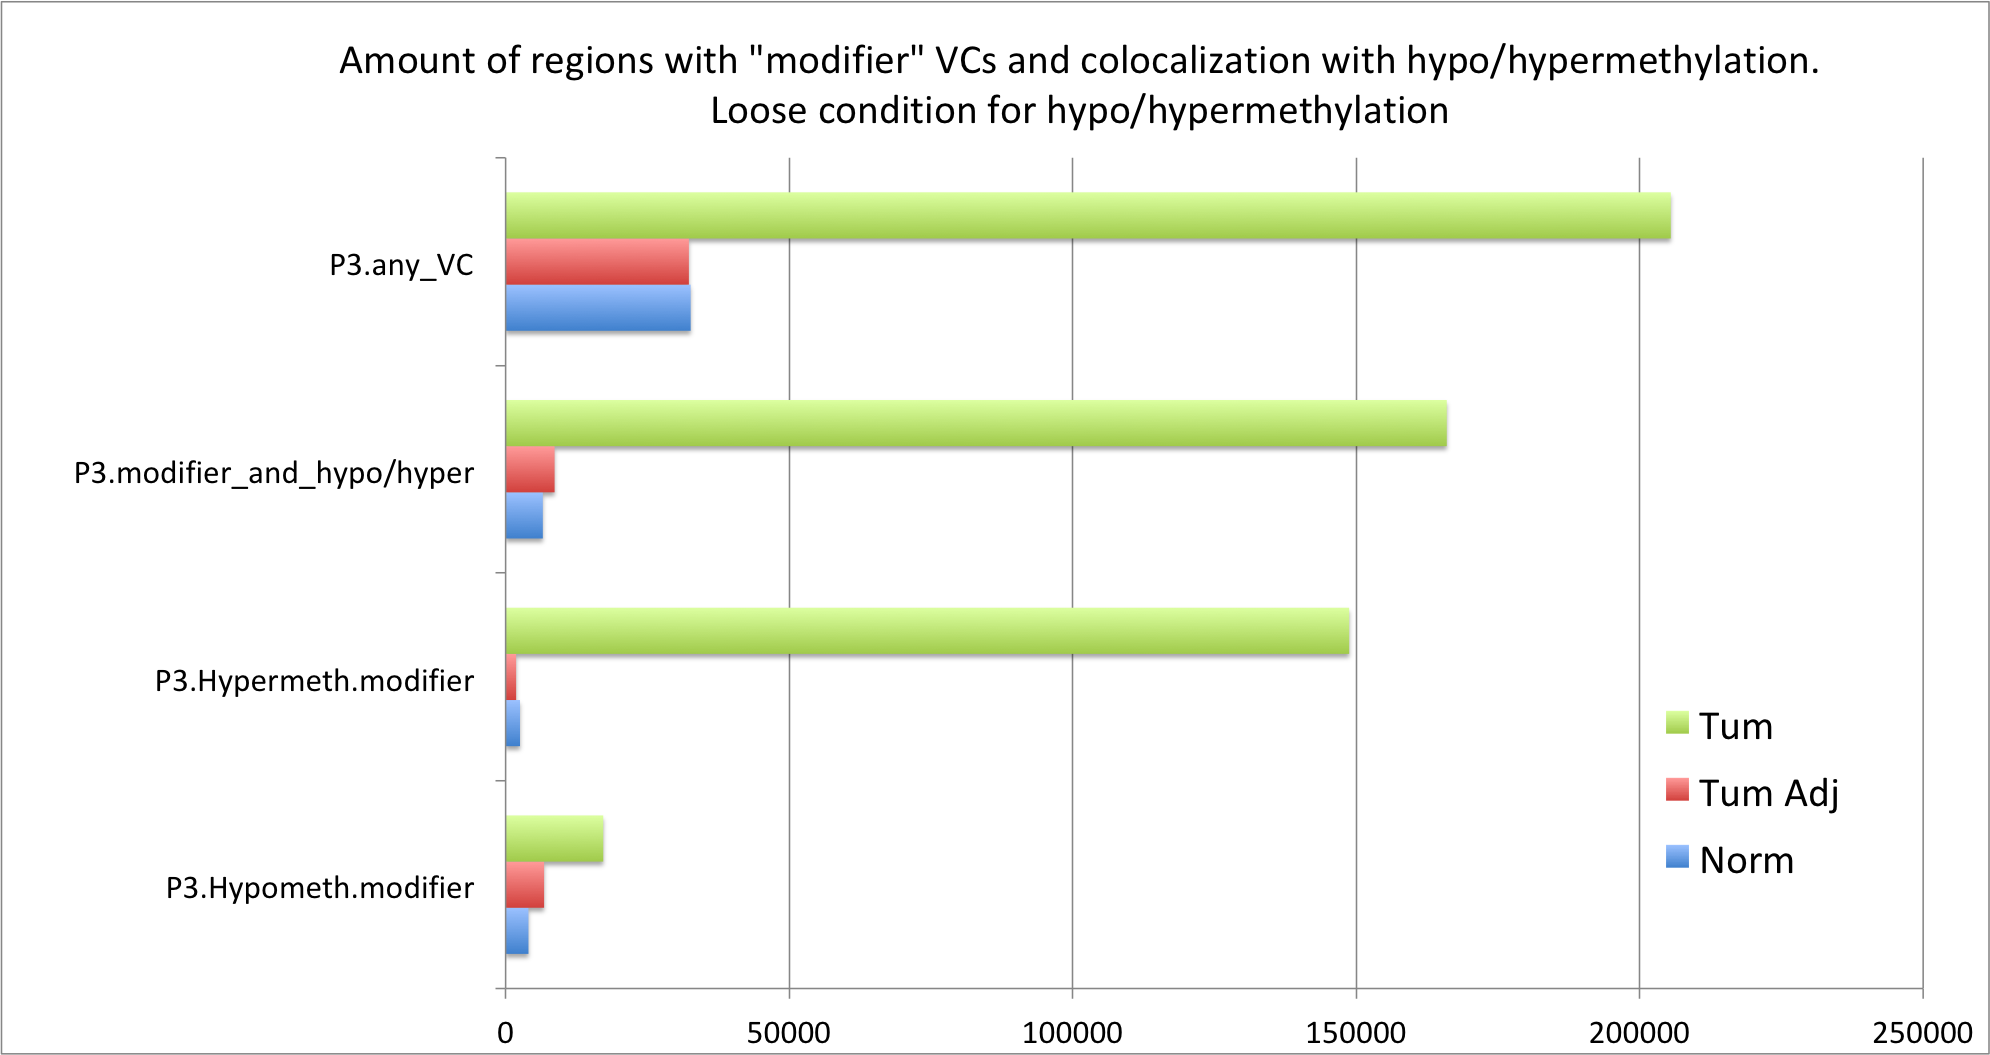 Amount of regions with "modifier" VCs and colocalization with hypo/hypermethylation.
Loose condition for hypo/hypermethylation
P3.any_VC
P3.modifier_and_hypo/hyper
P3.Hypermeth.modifier
P3.Hypometh.modifier
Tum
Tum Adj
Norm
0 50000 100000 150000 200000 250000